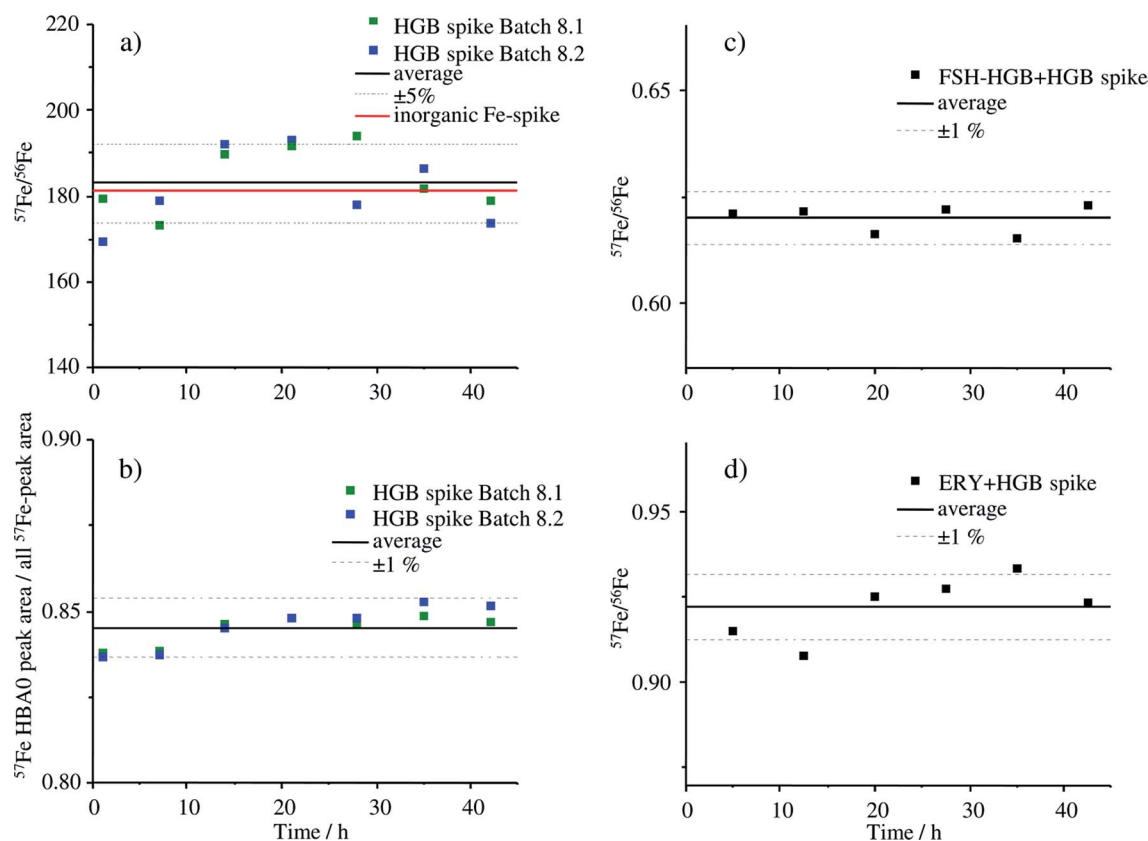 a)
HGB spike Batch 8.1
HGB spike Batch 8.2
average
±5%
inorganic Fe-spike
⁵⁷Fe/⁵⁶Fe
220
200
180
160
140
0 10 20 30 40
c)
FSH-HGB+HGB spike
average
±1 %
⁵⁷Fe/⁵⁶Fe
0.65
0.60
0 10 20 30 40
b)
HGB spike Batch 8.1
HGB spike Batch 8.2
average
±1 %
⁵⁷Fe HBA0 peak area / all ⁵⁷Fe-peak area
0.90
0.85
0.80
0 10 20 30 40
Time / h
d)
ERY+HGB spike
average
±1 %
⁵⁷Fe/⁵⁶Fe
0.95
0.90
0 10 20 30 40
Time / h